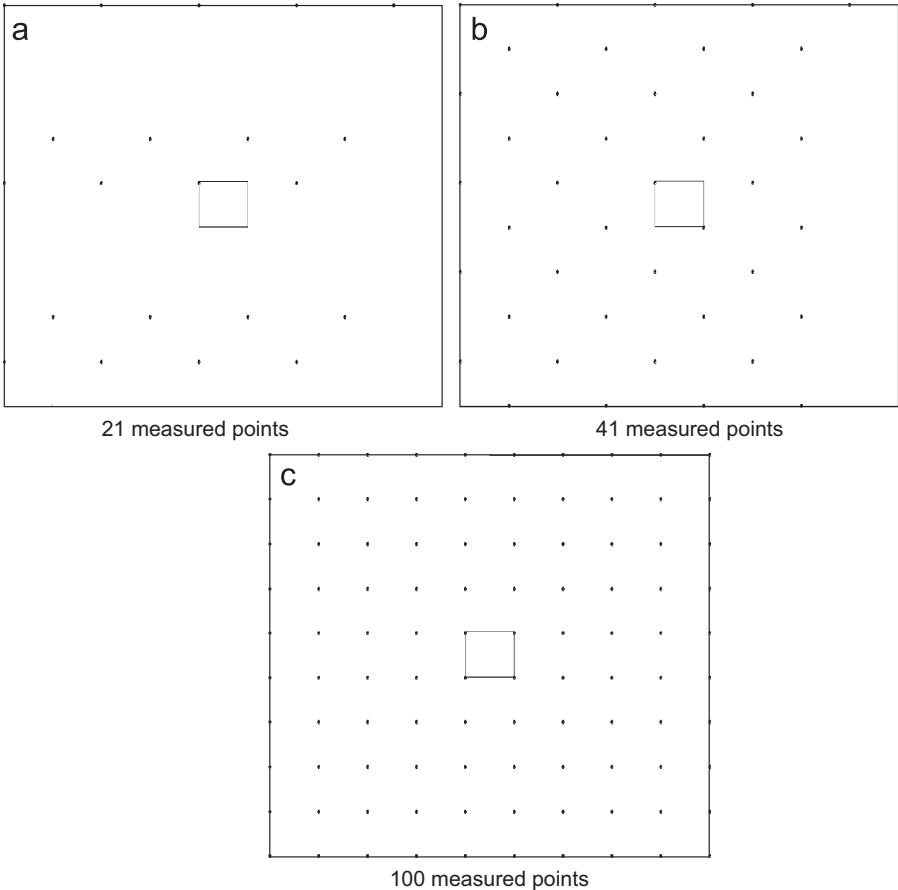 a
b
21 measured points
41 measured points
c
100 measured points